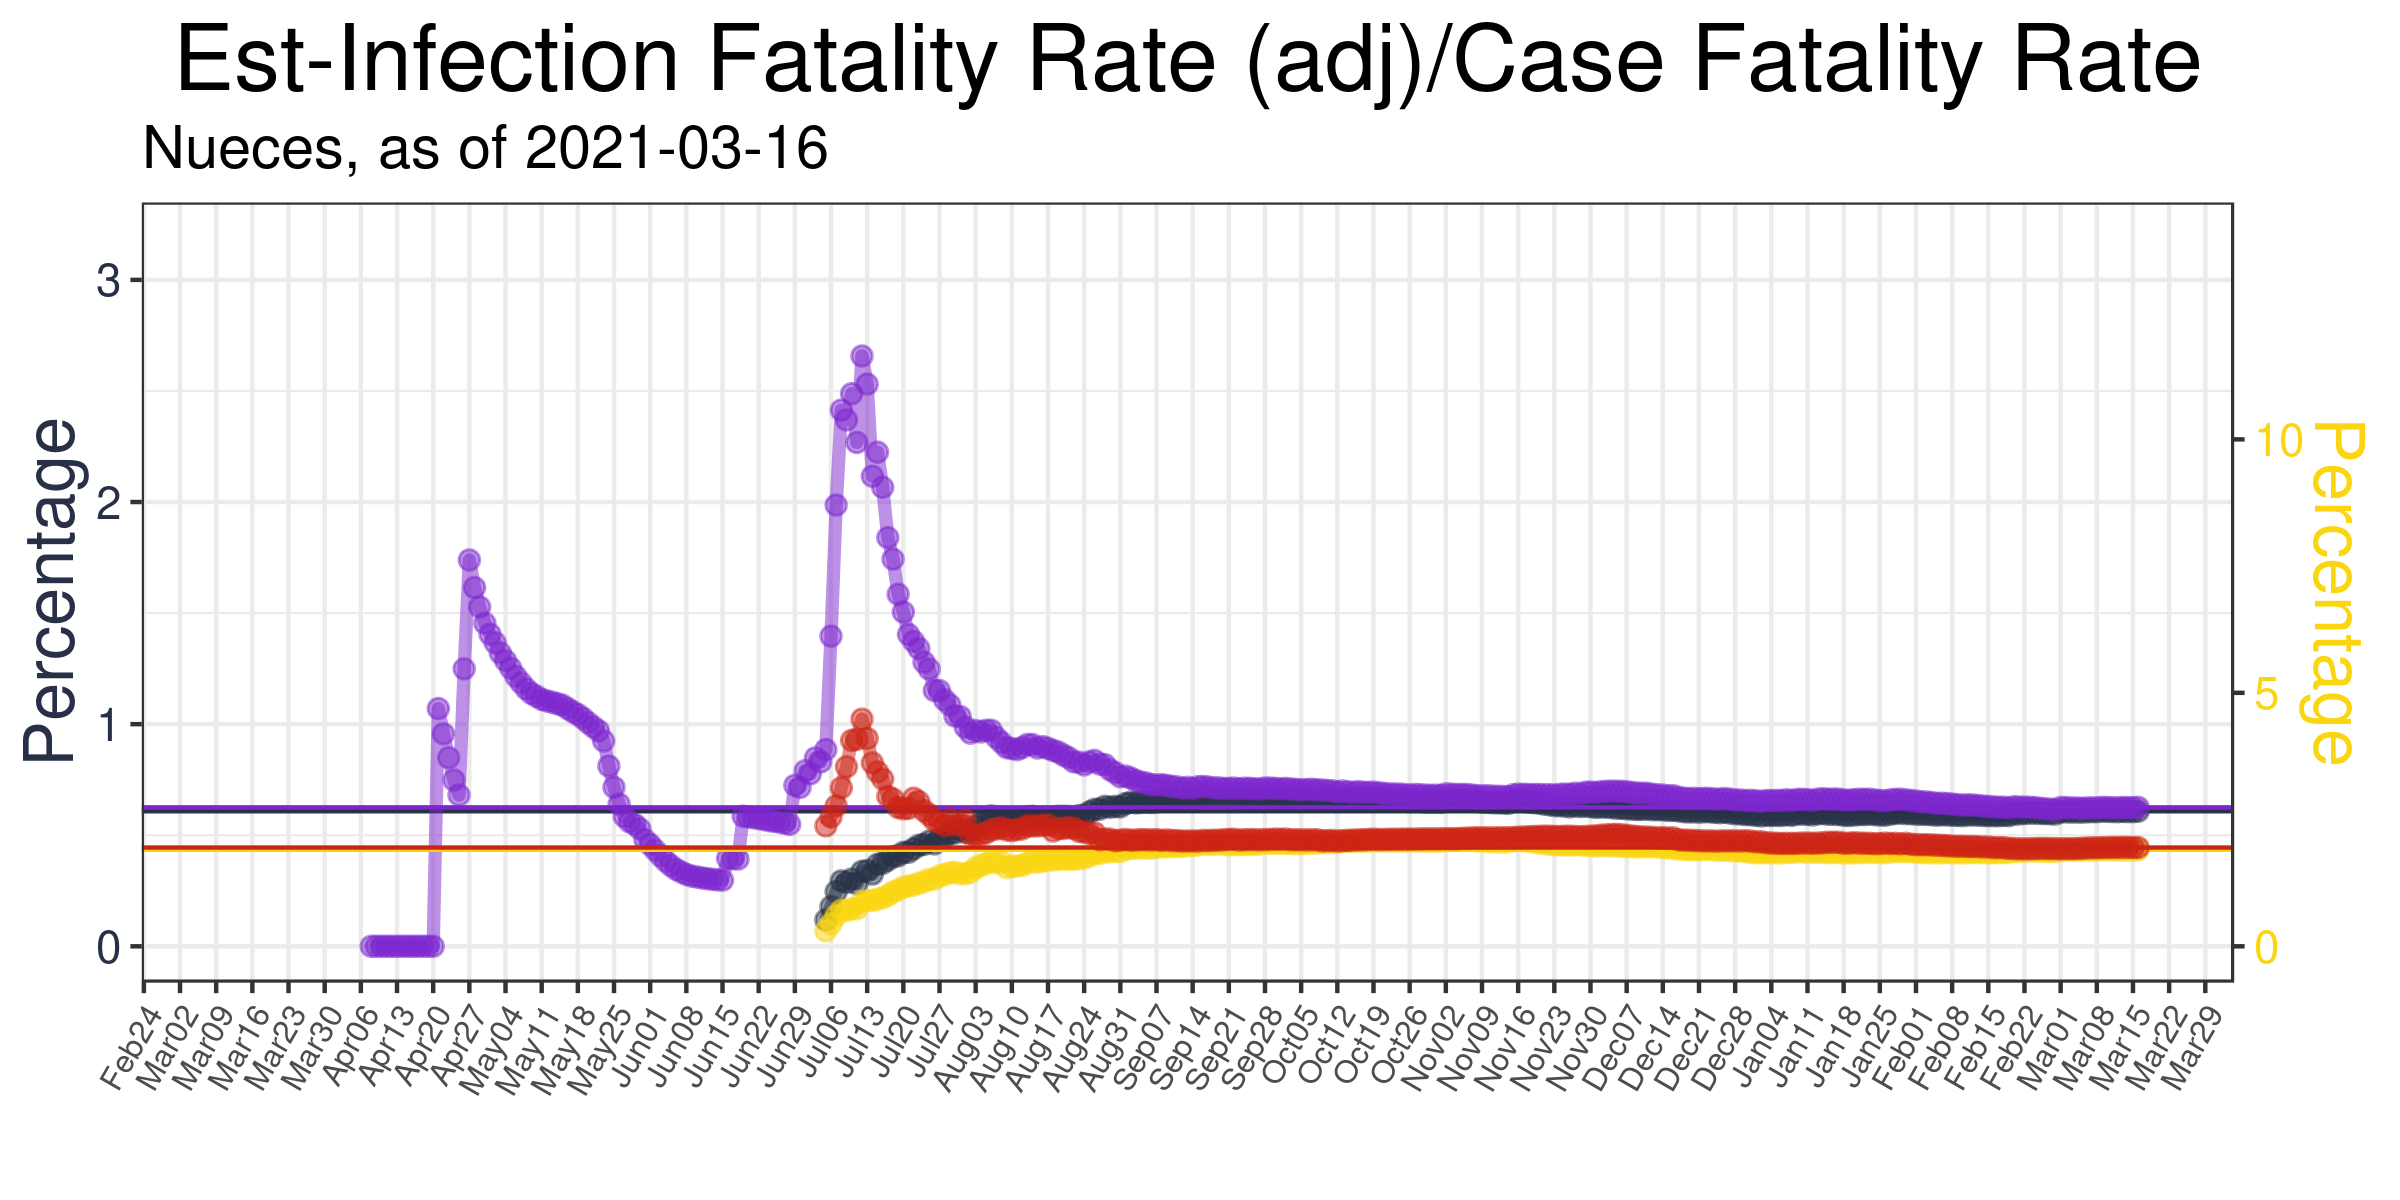 Est-Infection Fatality Rate (adj)/Case Fatality Rate
Nueces, as of 2021-03-16
Percentage
3
2
1
0
10
5
0
Percentage
Feb24
Mar02
Mar09
Mar16
Mar23
Mar30
Apr06
Apr13
Apr20
Apr27
May04
May11
May18
May25
Jun01
Jun08
Jun15
Jun22
Jun29
Jul06
Jul13
Jul20
Jul27
Aug03
Aug10
Aug17
Aug24
Aug31
Sep07
Sep14
Sep21
Sep28
Oct05
Oct12
Oct19
Oct26
Nov02
Nov09
Nov16
Nov23
Nov30
Dec07
Dec14
Dec21
Dec28
Jan04
Jan11
Jan18
Jan25
Feb01
Feb08
Feb15
Feb22
Mar01
Mar08
Mar15
Mar22
Mar29